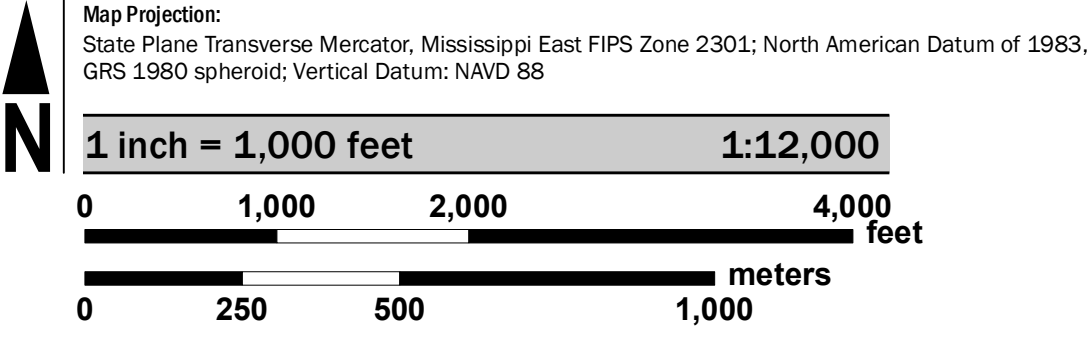 Map Projection:
State Plane Transverse Mercator, Mississippi East FIPS Zone 2301; North American Datum of 1983,
GRS 1980 spheroid; Vertical Datum: NAVD 88
N
1 inch = 1,000 feet 1:12,000
0 1,000 2,000 4,000
feet
meters
0 250 500 1,000